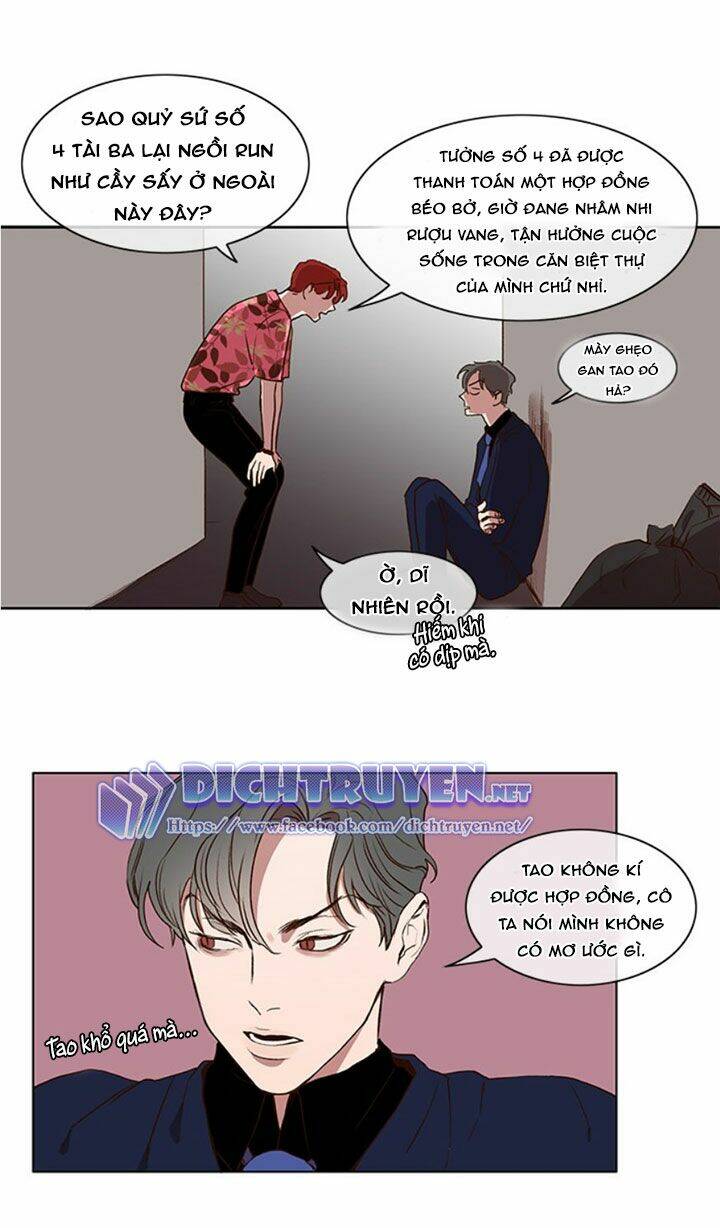 SAO QUỶ SỨ SỐ
4 TÀI BA LẠI NGỒI RUN
NHƯ CẦY SẤY Ở NGOÀI
NÀY ĐÂY?
TƯỞNG SỐ 4 ĐÃ ĐƯỢC
THANH TOÁN MỘT HỢP ĐỒNG
BÉO BỞ, GIỜ ĐANG NHÂM NHI
RƯỢU VANG, TẬN HƯỞNG CUỘC
SỐNG TRONG CĂN BIỆT THỰ
CỦA MÌNH CHỨ NHỈ.
MÀY GHẸO
GAN TAO ĐÓ
HẢ?
Ờ, DĨ
NHIÊN RỒI.
Hiếm khi
có dịp mà.
DICHTRUYEN.NET
Https://www.facebook.com/dichtruyen.net/
TAO KHÔNG KÍ
ĐƯỢC HỢP ĐỒNG, CÔ
TA NÓI MÌNH KHÔNG
CÓ MƠ ƯỚC GÌ.
Tao khổ quá mà...